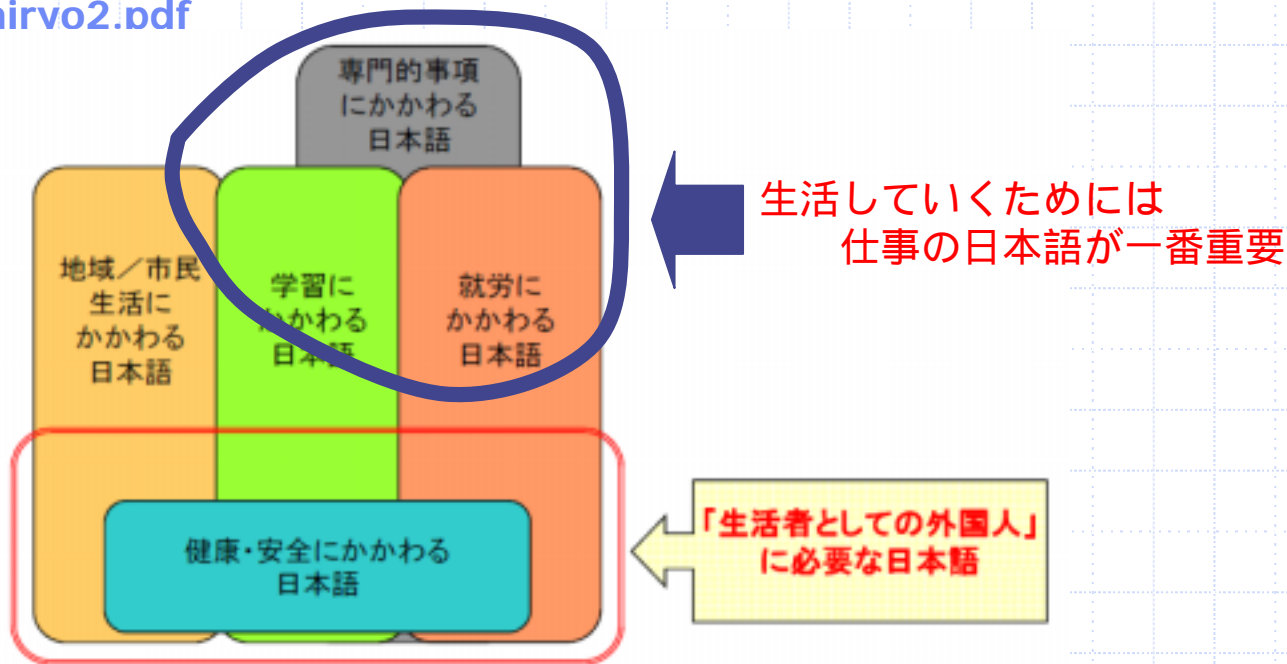 hirvo2.pdf
専門的事項
にかかわる
日本語
地域／市民
生活に
かかわる
日本語
学習に
かかわる
日本語
就労に
かかわる
日本語
生活していくためには
仕事の日本語が一番重要
健康・安全にかかわる
日本語
「生活者としての外国人」
に必要な日本語